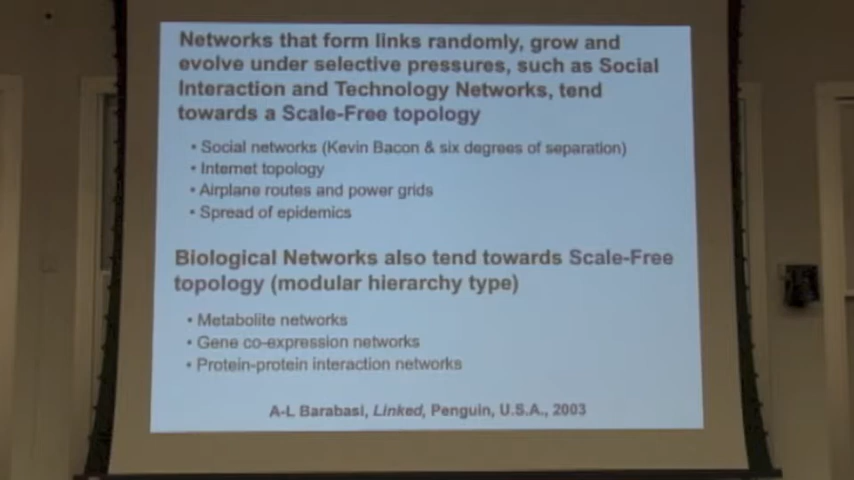 Networks that form links randomly, grow and
evolve under selective pressures, such as Social
Interaction and Technology Networks, tend
towards a Scale-Free topology
• Social networks (Kevin Bacon & six degrees of separation)
• Internet topology
• Airplane routes and power grids
• Spread of epidemics
Biological Networks also tend towards Scale-Free
topology (modular hierarchy type)
• Metabolite networks
• Gene co-expression networks
• Protein-protein interaction networks
A-L Barabasi, Linked, Penguin, U.S.A., 2003